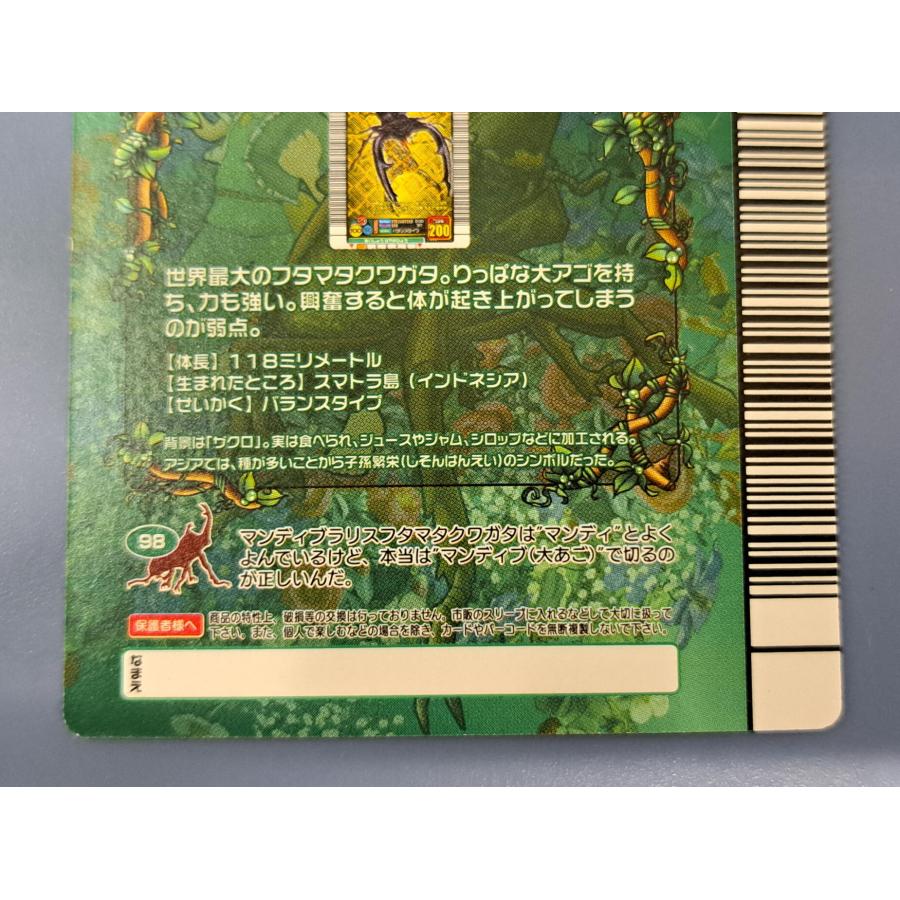 200
世界最大のフタマタクワガタ。りっぱな大アゴを持
ち、力も強い。興奮すると体が起き上がってしまう
のが弱点。
【体長】118ミリメートル
【生まれたところ】スマトラ島(インドネシア)
【せいかく】バランスタイプ
背景は「ザクロ」。実は食べられ、ジュースやジャム、シロップなどに加工される。
アジアでは、種が多いことから子孫繁栄(しそんはんえい)のシンボルだった。
98
マンディブラリスフタマタクワガタは“マンディ”とよく
よんでいるけど、本当は“マンディブ(大あご)”で切るの
が正しいんだ。
保護者様へ
商品の特性上、破損等の交換は行っておりません。市販のスリーブに入れるなどして大切に扱って
下さい。また、個人で楽しむなどの場合を除き、カードやバーコードを無断複製しないで下さい。
なまえ